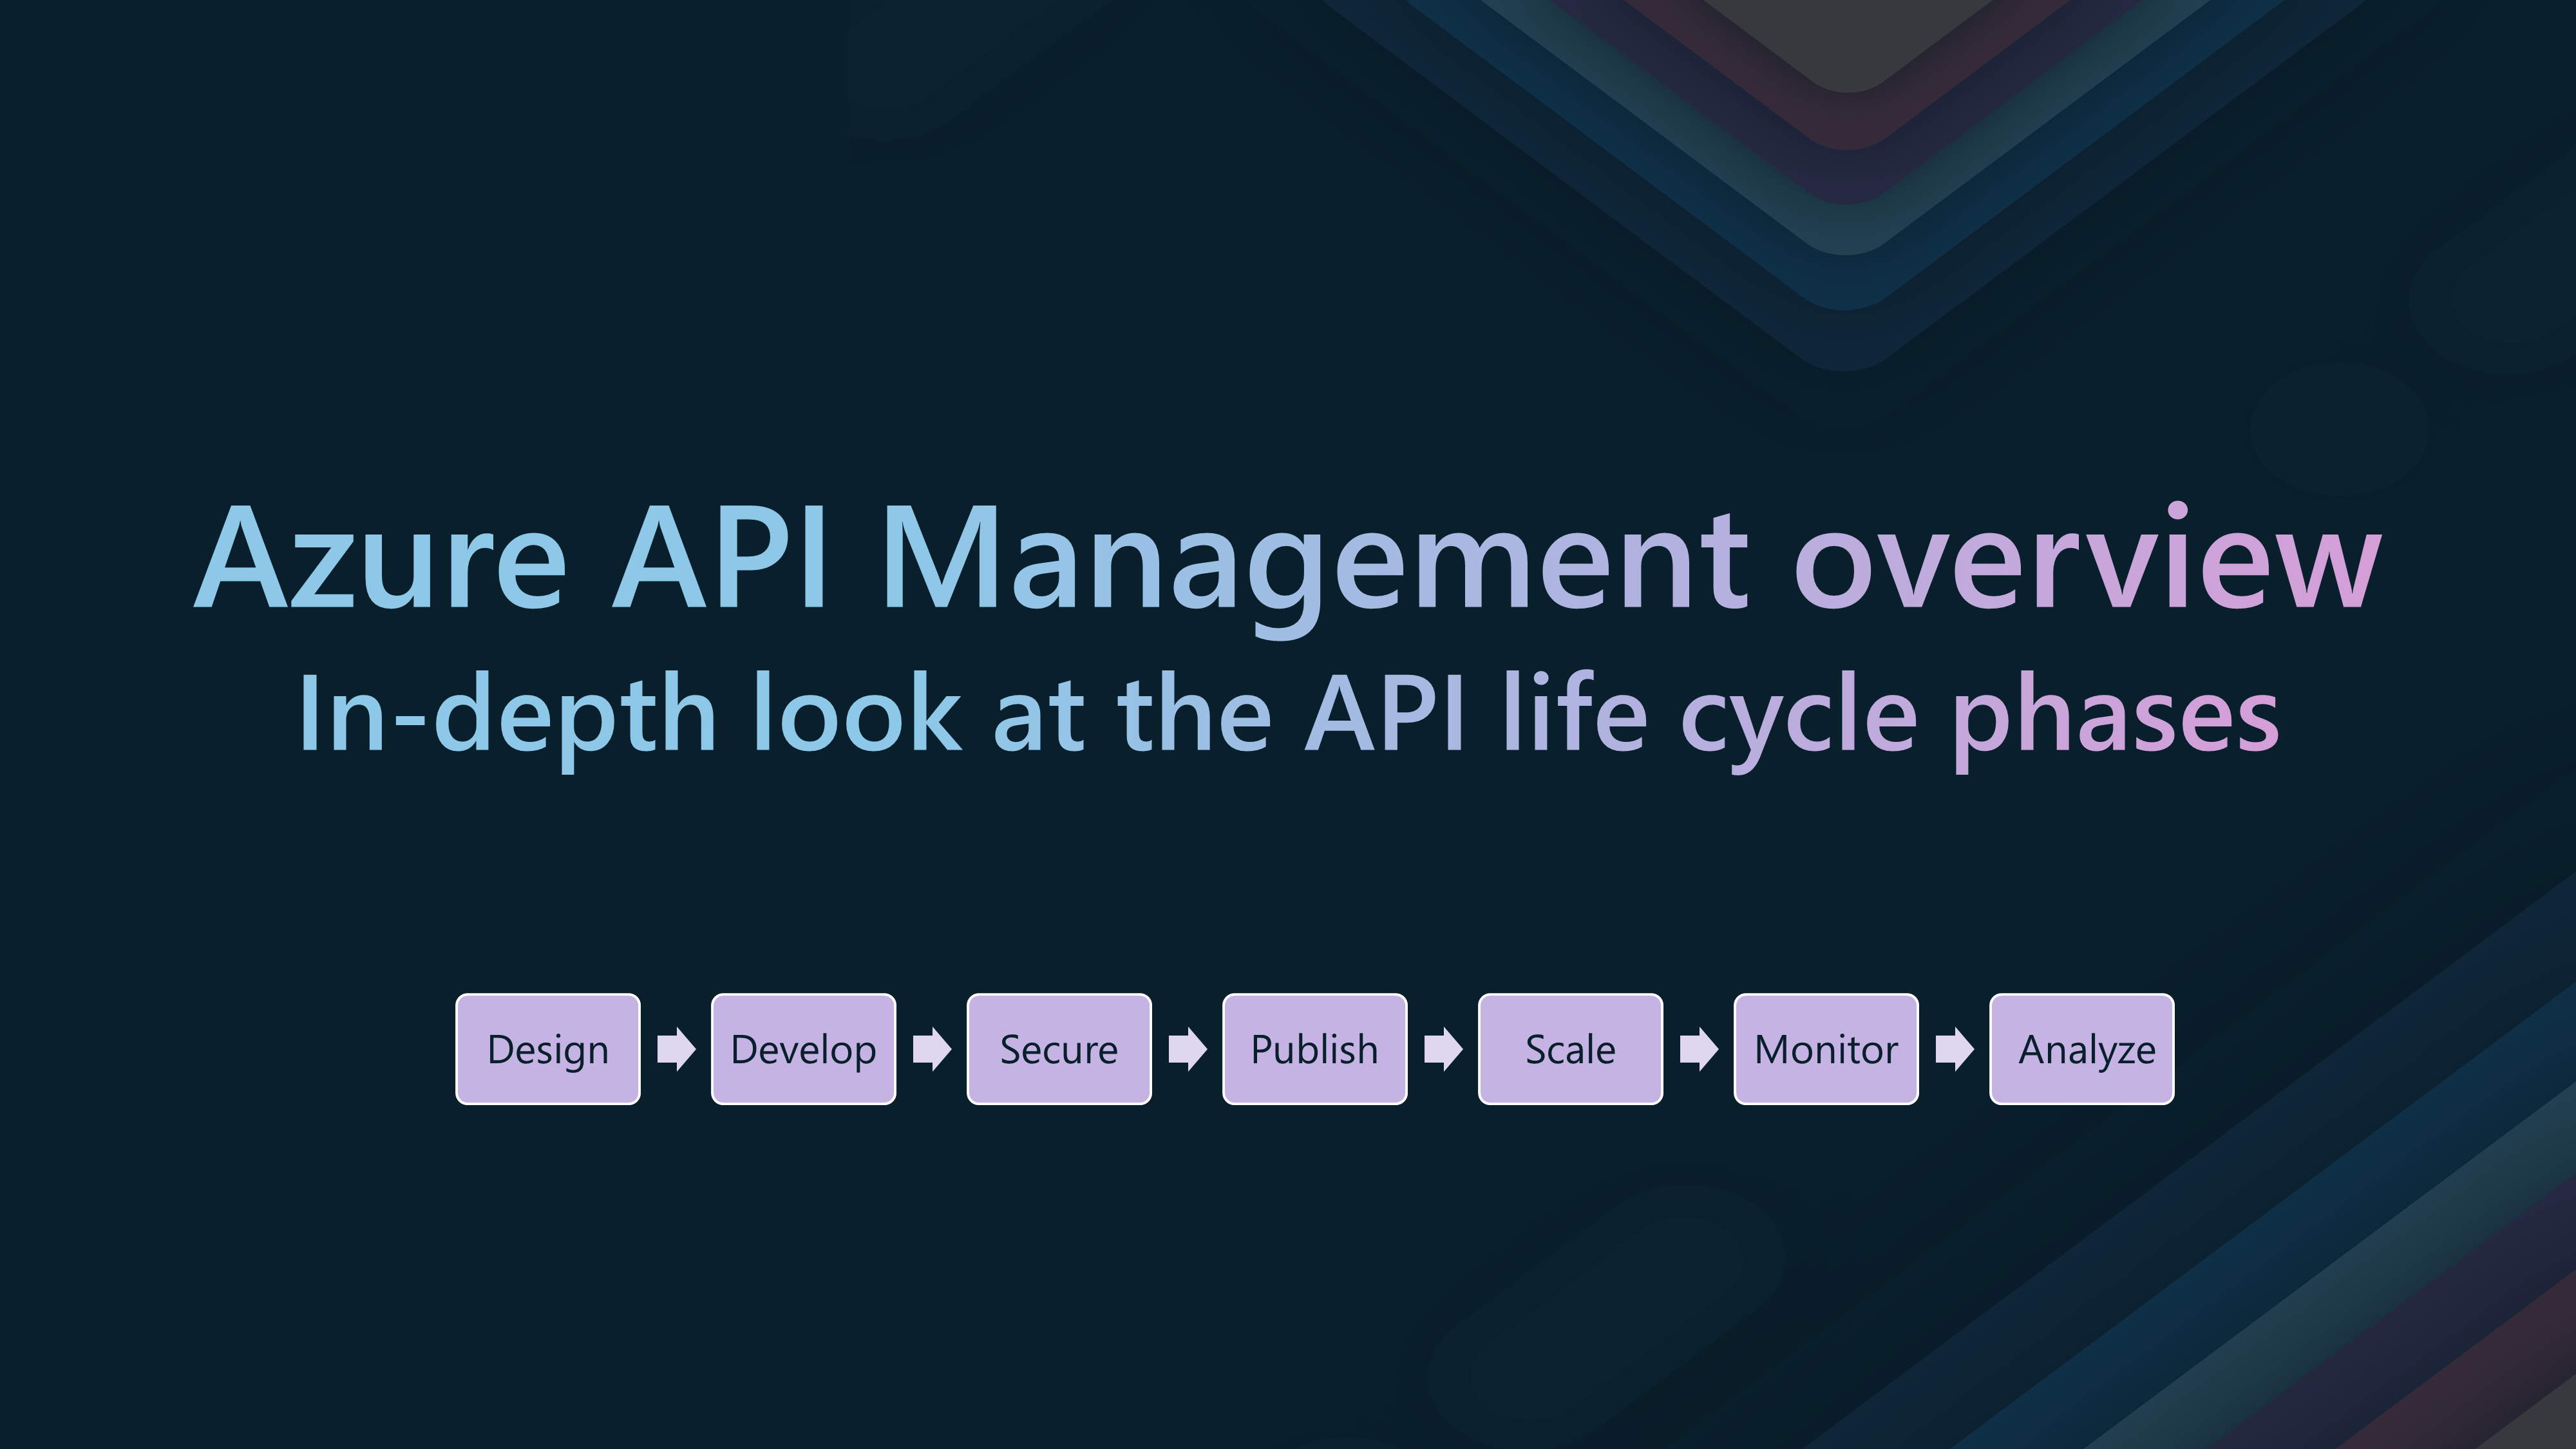 Azure API Management overview
In-depth look at the API life cycle phases
Design
Develop
Secure
Publish
Scale
Monitor
Analyze